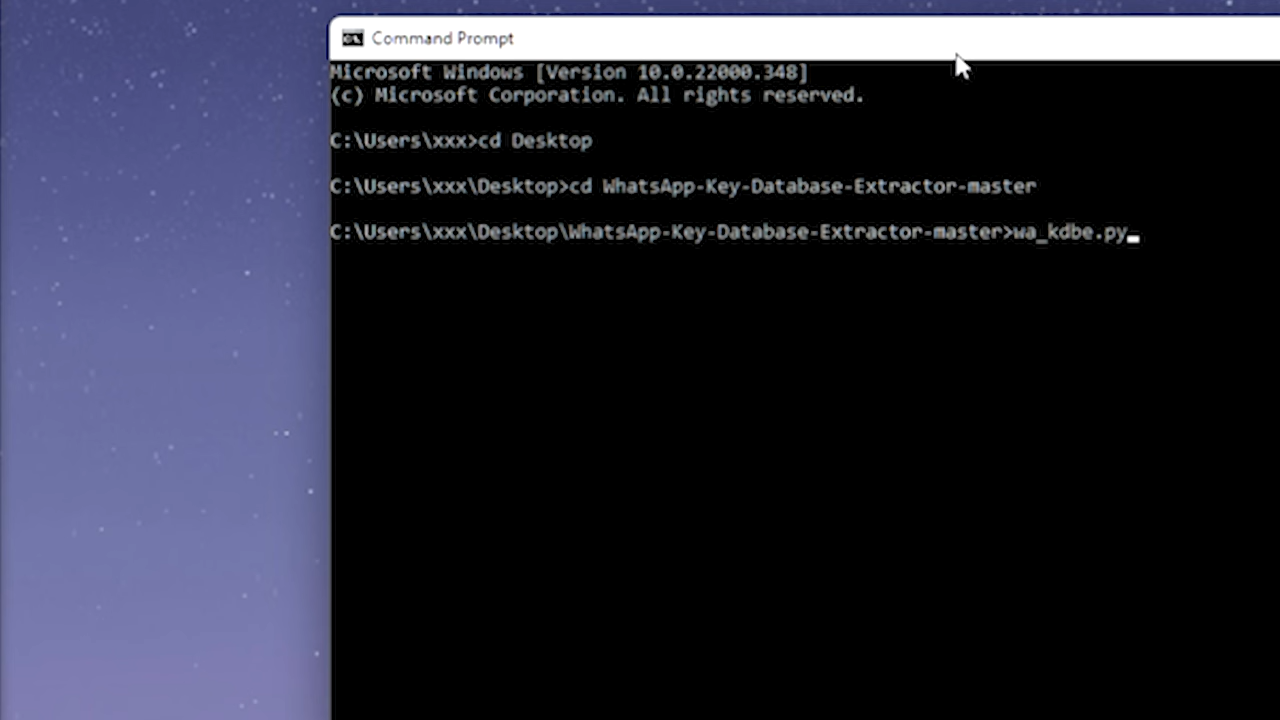 Command Prompt
Microsoft Windows [Version 10.0.22000.348]
(c) Microsoft Corporation. All rights reserved.
C:\Users\xxx>cd Desktop
C:\Users\xxx\Desktop>cd WhatsApp-Key-Database-Extractor-master
C:\Users\xxx\Desktop\WhatsApp-Key-Database-Extractor-master>wa_kdbe.py